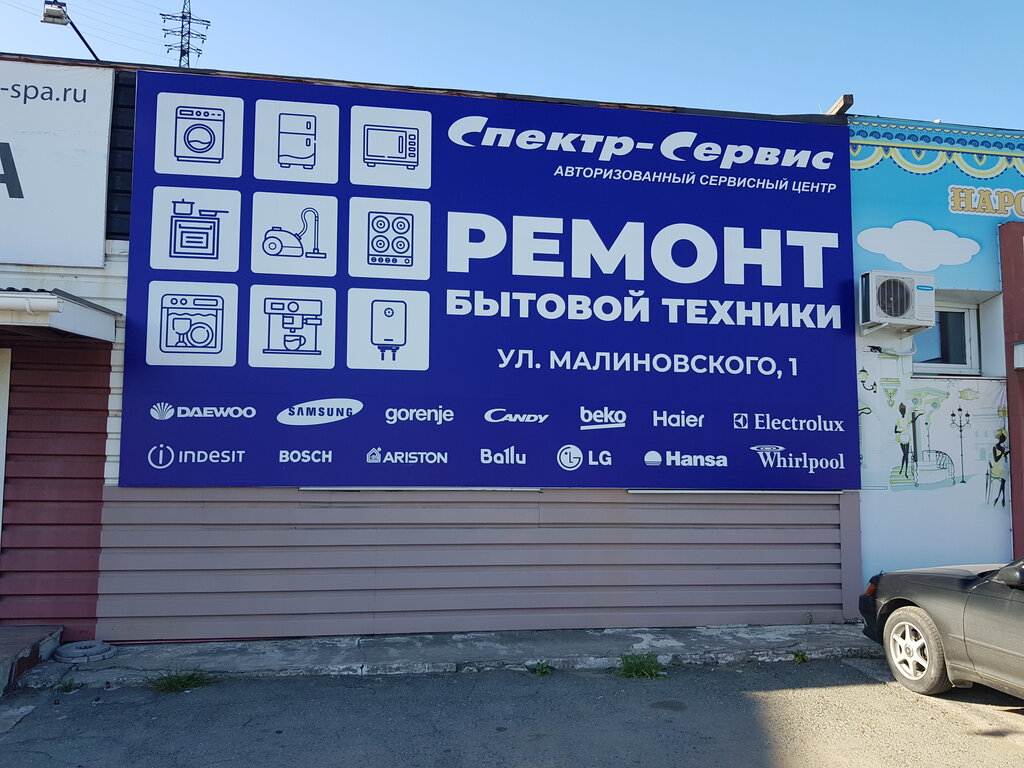 -spa.ru
А
Спектр-Сервис
АВТОРИЗОВАННЫЙ СЕРВИСНЫЙ ЦЕНТР
РЕМОНТ
БЫТОВОЙ ТЕХНИКИ
УЛ. МАЛИНОВСКОГО, 1
DAEWOO SAMSUNG gorenje CANDY beko Haier Electrolux
indesit BOSCH ARISTON Ballu LG Hansa Whirlpool